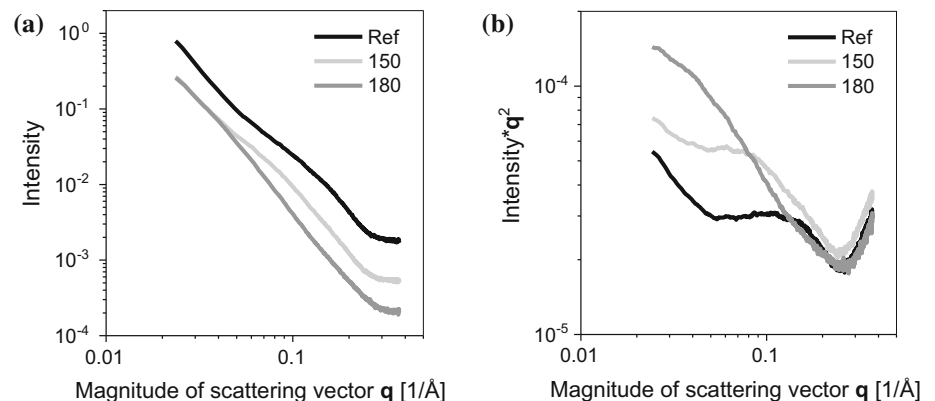 (a)
10^0
10^-1
10^-2
10^-3
10^-4
Intensity
Ref
150
180
0.01
0.1
Magnitude of scattering vector q [1/Å]
(b)
10^-4
10^-5
Intensity*q^2
Ref
150
180
0.01
0.1
Magnitude of scattering vector q [1/Å]